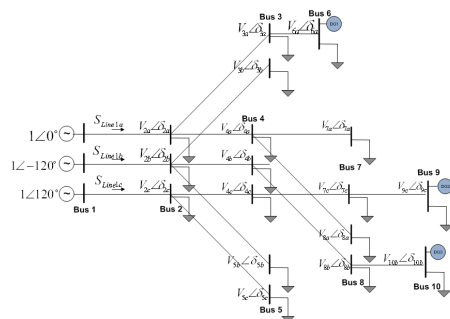 Bus 3
Bus 6
V3a∠δ3a
V6a∠δ6a
DG1
V3b∠δ3b
SLine1a
V2a∠δ2a
Bus 4
V4a∠δ4a
V7a∠δ7a
1∠0°
SLine1b
V2b∠δ2b
V4b∠δ4b
Bus 7
1∠-120°
Bus 9
SLine1c
V2c∠δ2c
V4c∠δ4c
V7c∠δ7c
V9c∠δ9c
DG2
1∠120°
Bus 1
Bus 2
V8a∠δ8a
V5b∠δ5b
V8b∠δ8b
V10b∠δ10b
DG3
V5c∠δ5c
Bus 8
Bus 10
Bus 5